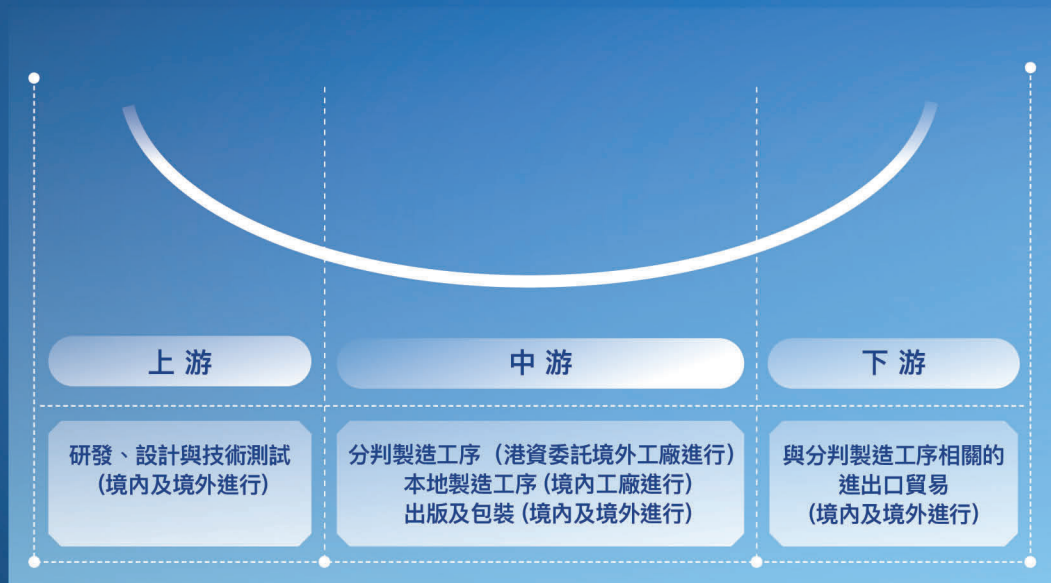 上游
中游
下游
研發、設計與技術測試
(境內及境外進行)
分判製造工序（港資委託境外工廠進行）
本地製造工序 (境內工廠進行)
出版及包裝 (境內及境外進行)
與分判製造工序相關的
進出口貿易
(境內及境外進行)